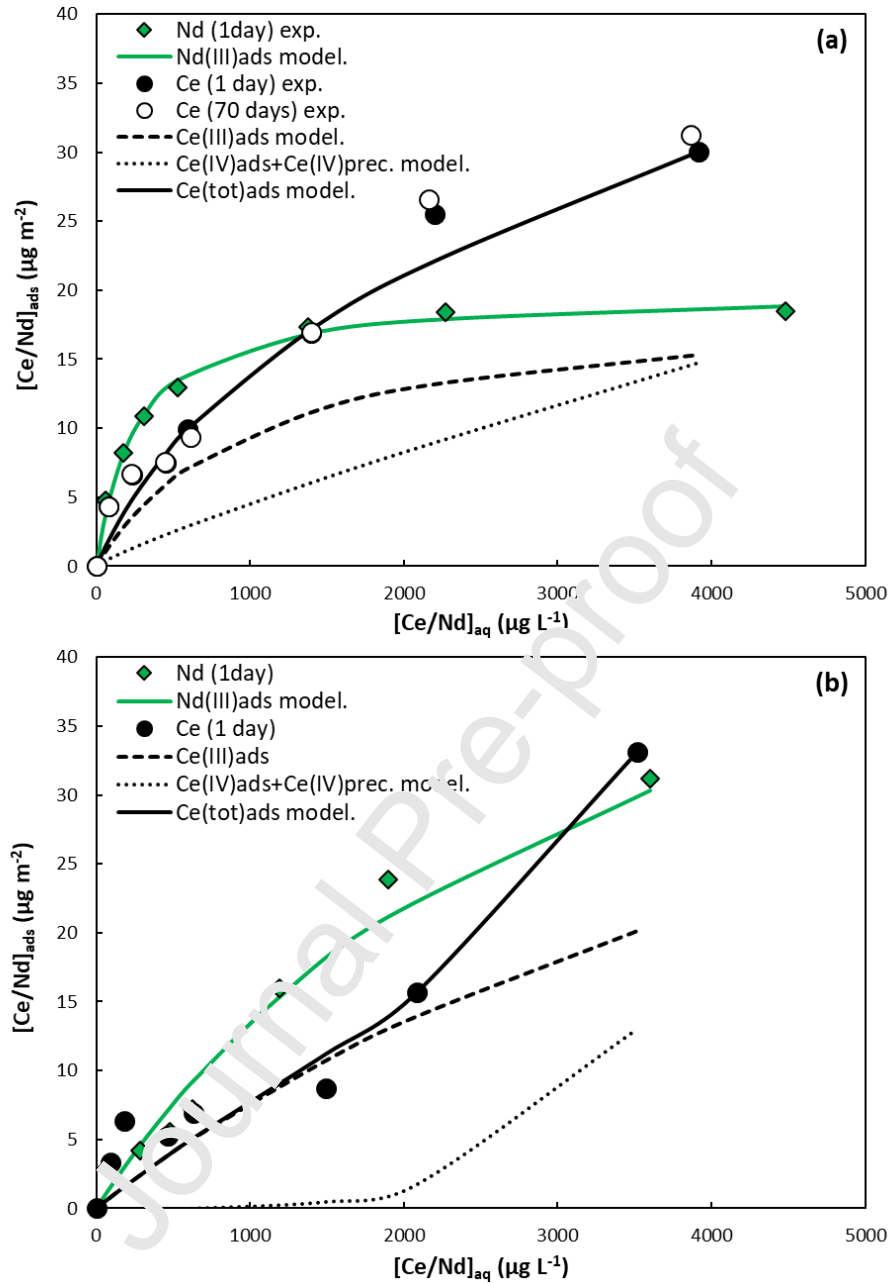 40
35
30
25
20
15
10
5
0
[Ce/Nd]ads (µg m-2)
(a)
Nd (1day) exp.
Nd(III)ads model.
Ce (1 day) exp.
Ce (70 days) exp.
Ce(III)ads model.
Ce(IV)ads+Ce(IV)prec. model.
Ce(tot)ads model.
0 1000 2000 3000 4000 5000
[Ce/Nd]aq (µg L-1)
40
35
30
25
20
15
10
5
0
[Ce/Nd]ads (µg m-2)
(b)
Nd (1day)
Nd(III)ads model.
Ce (1 day)
Ce(III)ads
Ce(IV)ads+Ce(IV)prec. model.
Ce(tot)ads model.
0 1000 2000 3000 4000 5000
[Ce/Nd]aq (µg L-1)
Journal Pre-proof